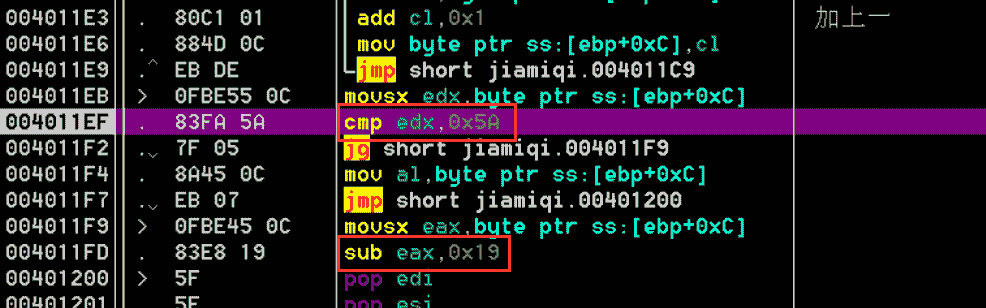 004011E3 . 80C1 01 add cl,0x1 加上一
004011E6 . 884D 0C mov byte ptr ss:[ebp+0xC],cl
004011E9 .^ EB DE jmp short jiamiqi.004011C9
004011EB > 0FBE55 0C movsx edx,byte ptr ss:[ebp+0xC]
004011EF . 83FA 5A cmp edx,0x5A
004011F2 .v 7F 05 jg short jiamiqi.004011F9
004011F4 . 8A45 0C mov al,byte ptr ss:[ebp+0xC]
004011F7 .v EB 07 jmp short jiamiqi.00401200
004011F9 > 0FBE45 0C movsx eax,byte ptr ss:[ebp+0xC]
004011FD . 83E8 19 sub eax,0x19
00401200 > 5F pop edi
00401201 . 5E pop esi